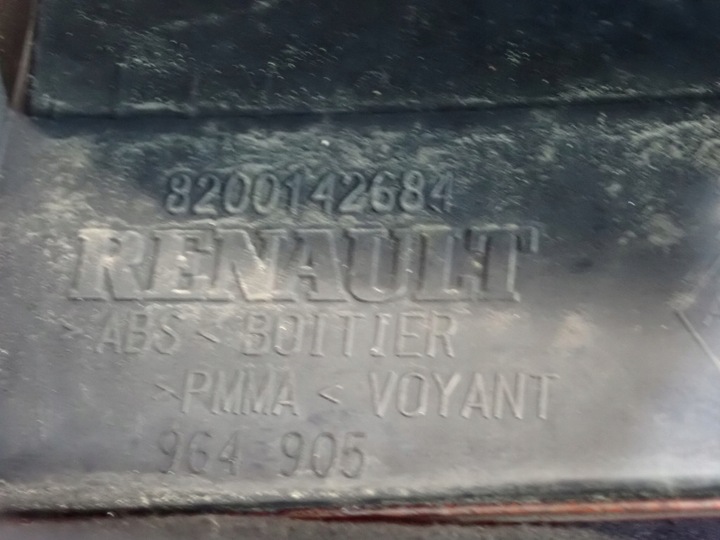 8200142684
RENAULT
>ABS< BOITIER
>PMMA< VOYANT
964 905